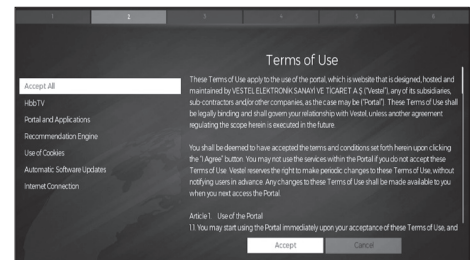 1 2 3 4 5 6
Terms of Use
Accept All
HbbTV
Portal and Applications
Recommendation Engine
Use of Cookies
Automatic Software Updates
Internet Connection
These Terms of Use apply to the use of the portal, which is website that is designed, hosted and
maintained by VESTEL ELEKTRONİK SANAYİ VE TİCARET A.Ş ("Vestel"), any of its subsidiaries,
sub-contractors and/or other companies, as the case may be ("Portal"). These Terms of Use shall
be legally binding and shall govern your relationship with Vestel, unless another agreement
regulating the scope herein is executed in the future.
You shall be deemed to have accepted the terms and conditions set forth herein upon clicking
the "I Agree" button. You may not use the services within the Portal if you do not accept these
Terms of Use. Vestel reserves the right to make periodic changes to these Terms of Use, without
notifying users in advance. Any changes to these Terms of Use shall be made available to you
when you next access the Portal.
Article 1. Use of the Portal
1.1. You may start using the Portal immediately upon your acceptance of these Terms of Use, and
Accept
Cancel